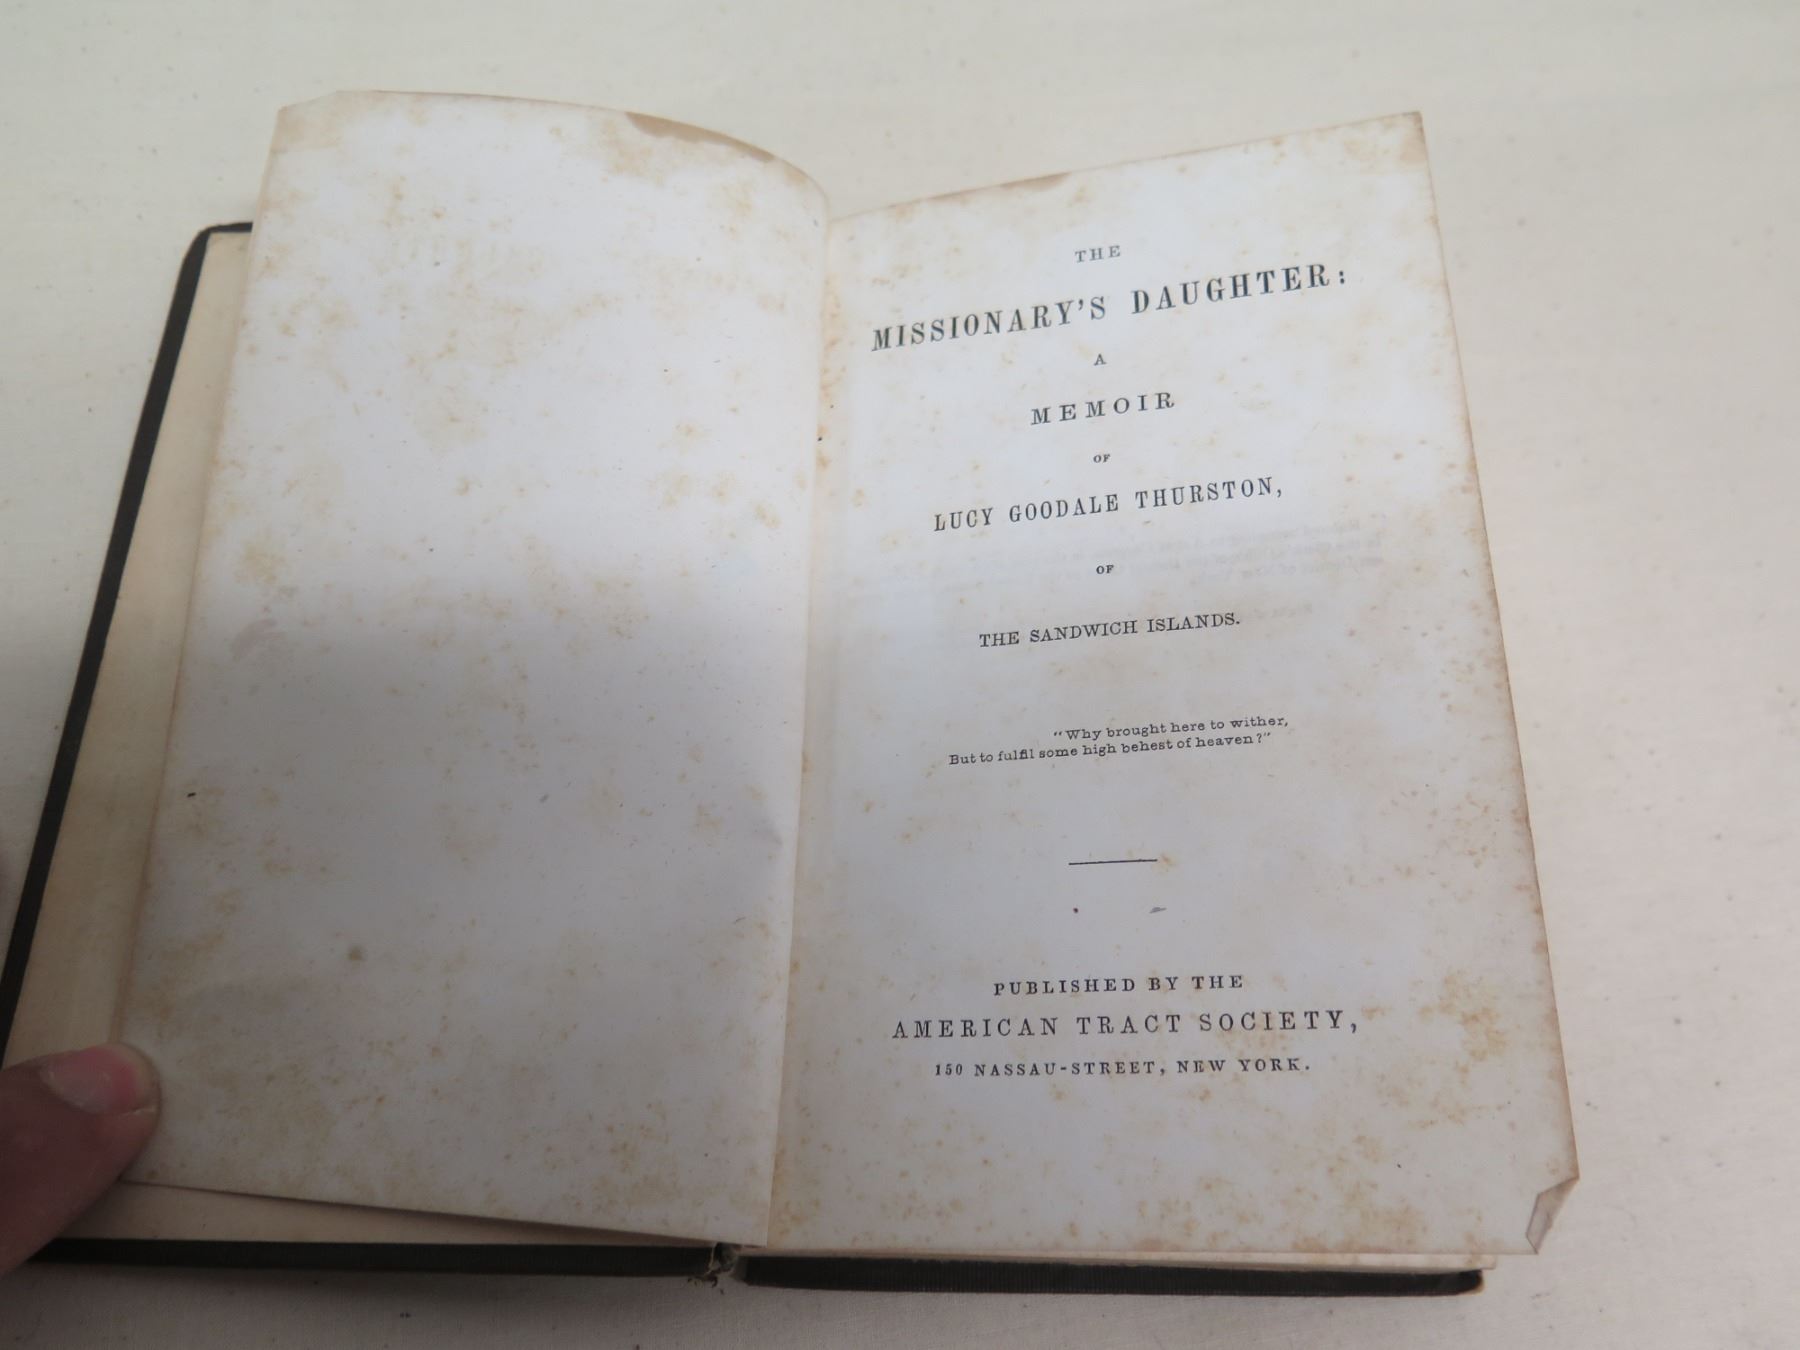 THE
MISSIONARY'S DAUGHTER:
A
MEMOIR
OF
LUCY GOODALE THURSTON,
OF
THE SANDWICH ISLANDS.
"Why brought here to wither,
But to fulfil some high behest of heaven?"
PUBLISHED BY THE
AMERICAN TRACT SOCIETY,
150 NASSAU-STREET, NEW YORK.